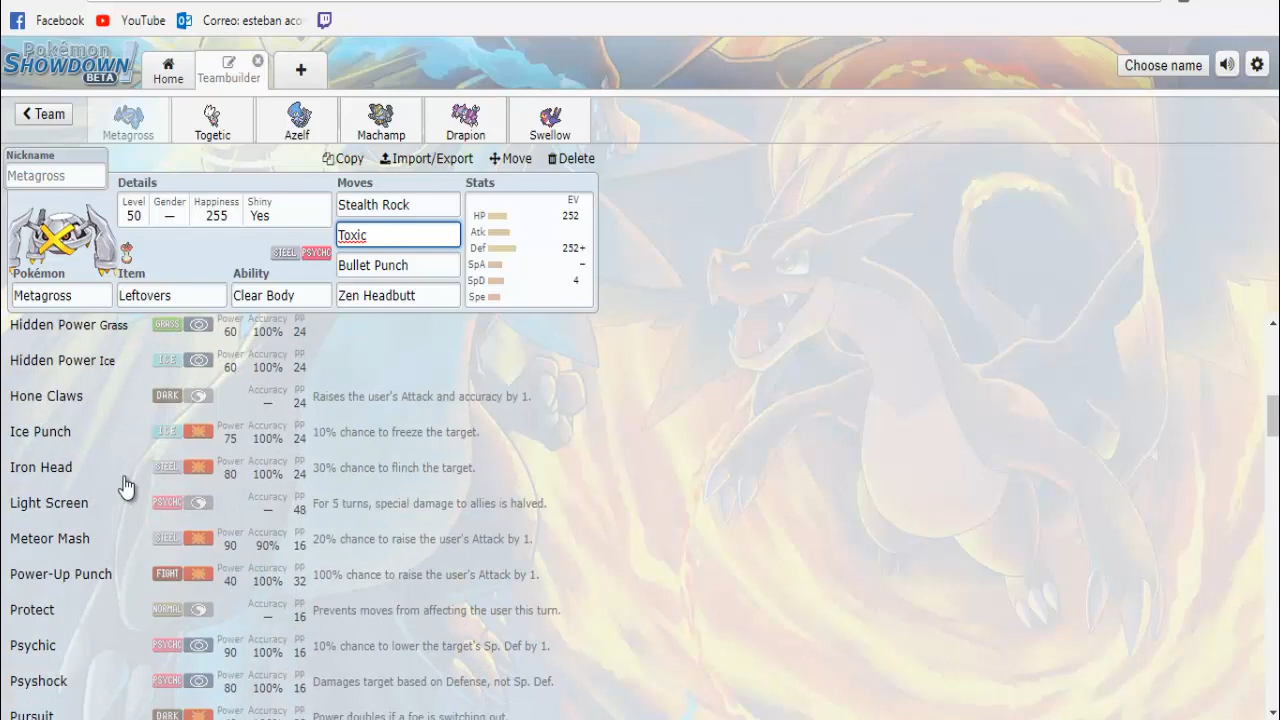 Facebook YouTube Correo: esteban aco
Pokémon
SHOWDOWN
BETA
Home Teambuilder + Choose name
< Team Metagross Togetic Azelf Machamp Drapion Swellow
Copy Import/Export Move Delete
Nickname
Metagross
Details Moves Stats
Level Gender Happiness Shiny
50 — 255 Yes
Stealth Rock
Toxic
Bullet Punch
Zen Headbutt
STEEL PSYCHC
Pokémon Item Ability
Metagross Leftovers Clear Body
EV
HP 252
Atk
Def 252+
SpA –
SpD 4
Spe
Hidden Power Grass GRASS Power 60 Accuracy 100% PP 24
Hidden Power Ice ICE Power 60 Accuracy 100% PP 24
Hone Claws DARK Accuracy — PP 24 Raises the user's Attack and accuracy by 1.
Ice Punch ICE Power 75 Accuracy 100% PP 24 10% chance to freeze the target.
Iron Head STEEL Power 80 Accuracy 100% PP 24 30% chance to flinch the target.
Light Screen PSYCHC Accuracy — PP 48 For 5 turns, special damage to allies is halved.
Meteor Mash STEEL Power 90 Accuracy 90% PP 16 20% chance to raise the user's Attack by 1.
Power-Up Punch FIGHT Power 40 Accuracy 100% PP 32 100% chance to raise the user's Attack by 1.
Protect NORMAL Accuracy — PP 16 Prevents moves from affecting the user this turn.
Psychic PSYCHC Power 90 Accuracy 100% PP 16 10% chance to lower the target's Sp. Def by 1.
Psyshock PSYCHC Power 80 Accuracy 100% PP 16 Damages target based on Defense, not Sp. Def.
Pursuit DARK Power Accuracy PP Power doubles if a foe is switching out.